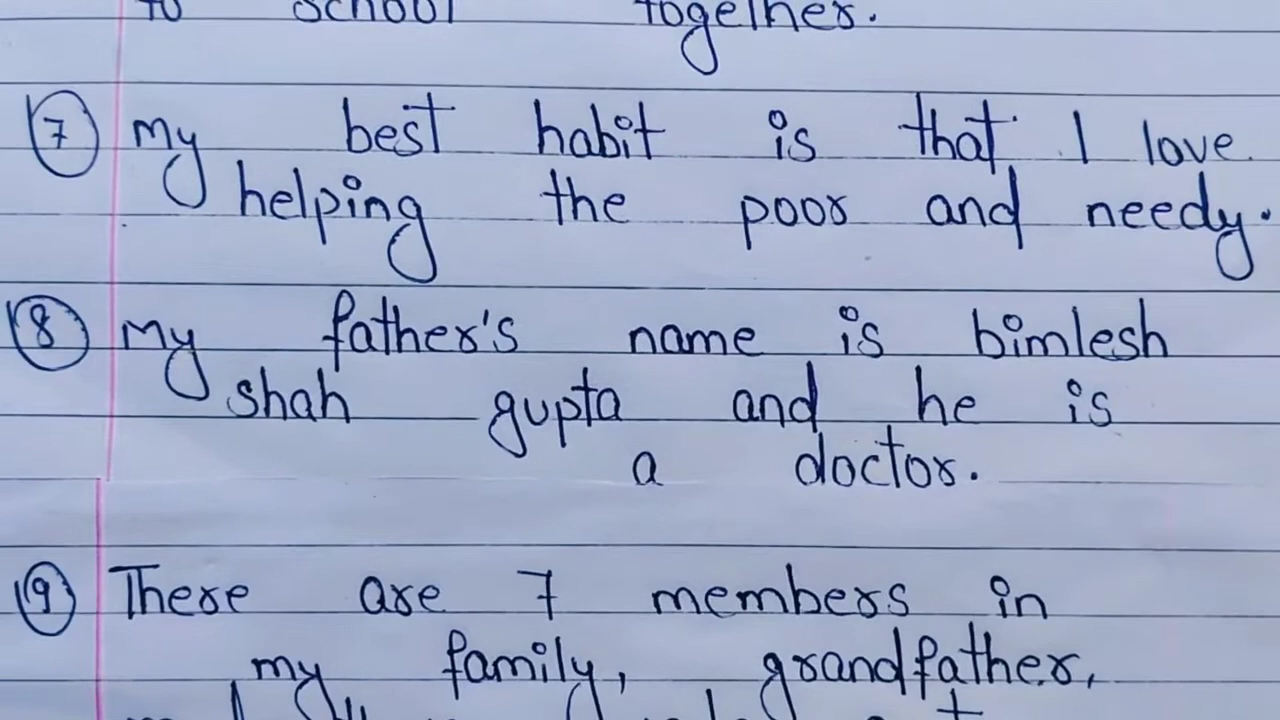 to school together.
7 My best habit is that I love
helping the poor and needy.
8 My father's name is bimlesh
shah gupta and he is
a doctor.
9 There are 7 members in
my family, grandfather,